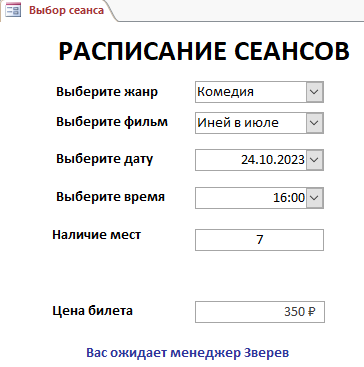 Выбор сеанса
РАСПИСАНИЕ СЕАНСОВ
Выберите жанр Комедия
Выберите фильм Иней в июле
Выберите дату 24.10.2023
Выберите время 16:00
Наличие мест 7
Цена билета 350 ₽
Вас ожидает менеджер Зверев